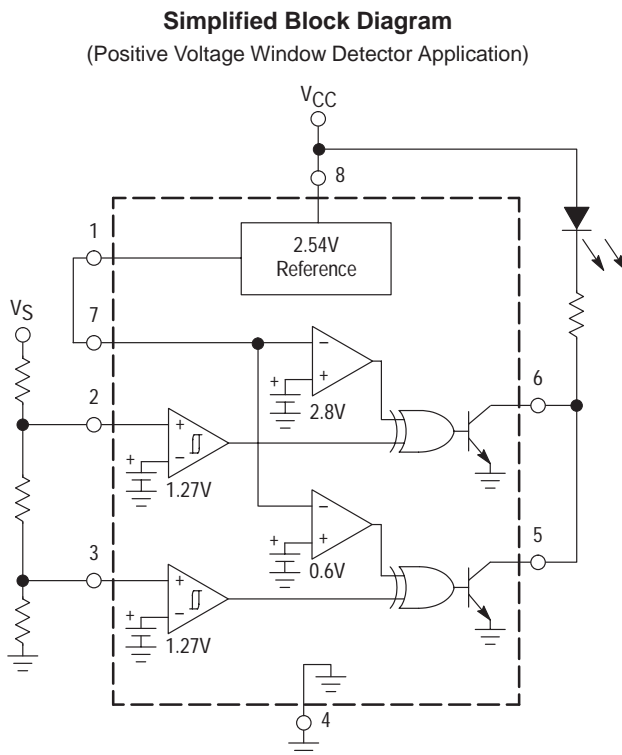 Simplified Block Diagram
(Positive Voltage Window Detector Application)
VCC
8
1
2.54V
Reference
7
VS
–
+
2.8V
6
2
+
–
+
1.27V
+
–
+
0.6V
5
3
+
–
+
1.27V
+
4